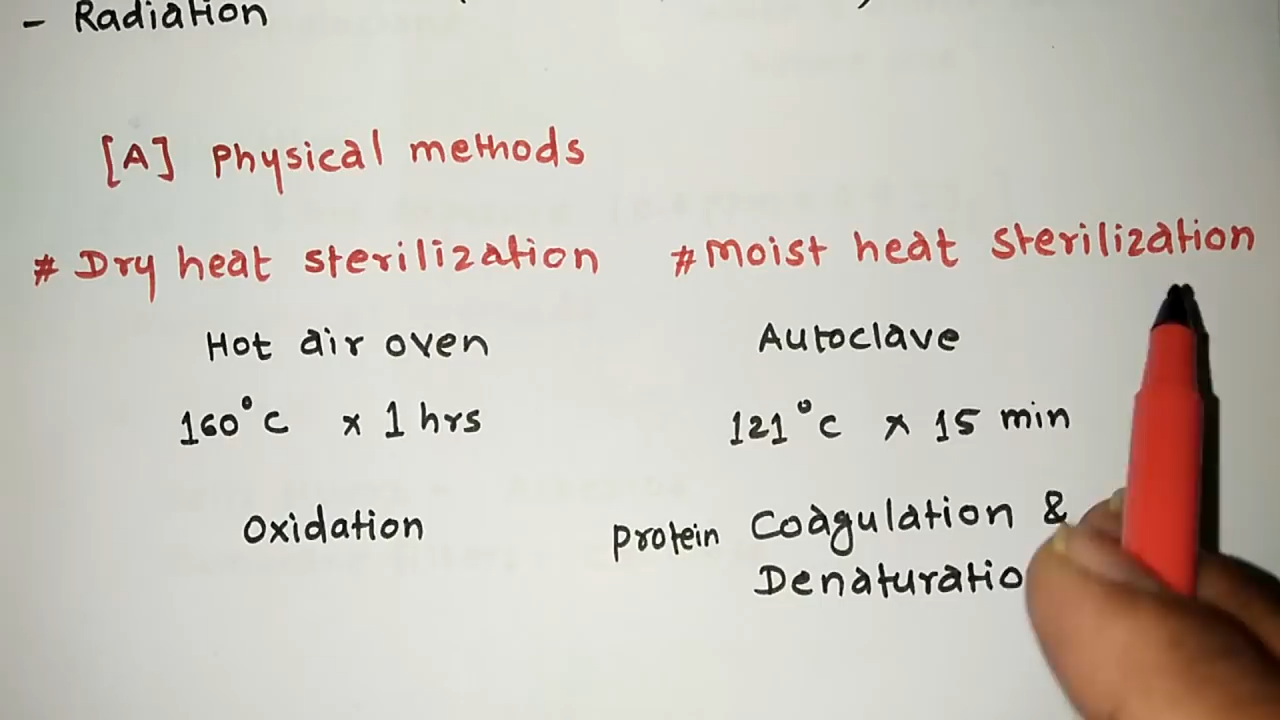 - Radiation
[A] Physical methods
# Dry heat sterilization
Hot air oven
160°C x 1 hrs
Oxidation
# Moist heat sterilization
Autoclave
121°C x 15 min
Protein Coagulation &
Denaturatio